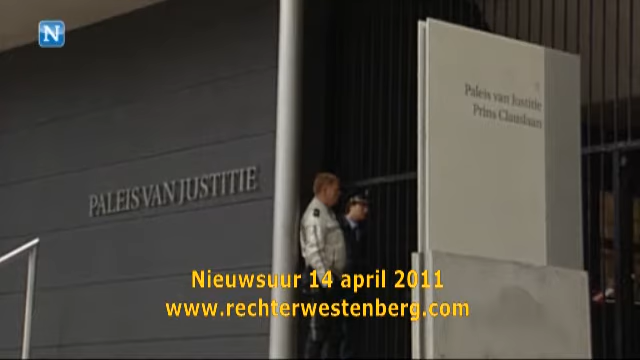 N
PALEIS VAN JUSTITIE
Paleis van Justitie
Prins Clauslaan
Nieuwsuur 14 april 2011
www.rechterwestenberg.com